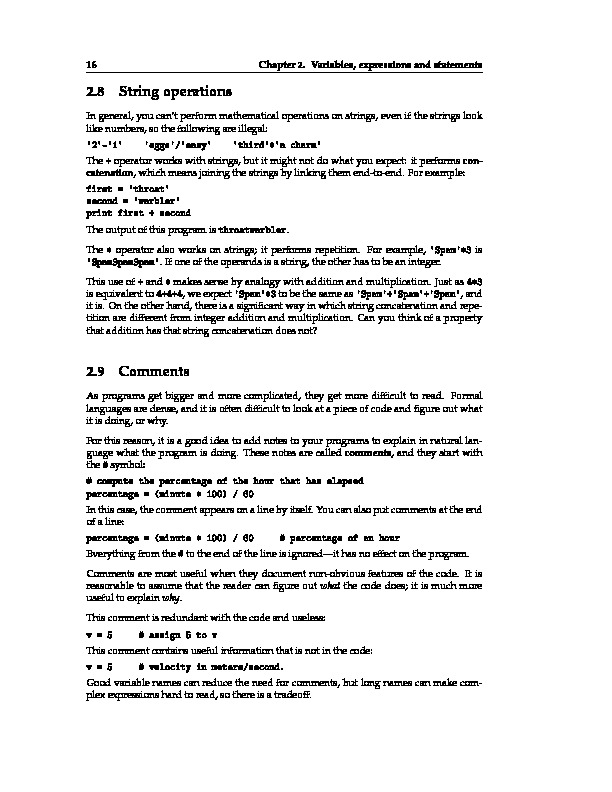 16 Chapter 2. Variables, expressions and statements
2.8 String operations
In general, you can't perform mathematical operations on strings, even if the strings look
like numbers, so the following are illegal:
'2'-'1' 'eggs'/'easy' 'third'*'a charm'
The + operator works with strings, but it might not do what you expect: it performs con-
catenation, which means joining the strings by linking them end-to-end. For example:
first = 'throat'
second = 'warbler'
print first + second
The output of this program is throatwarbler.
The * operator also works on strings; it performs repetition. For example, 'Spam'*3 is
'SpamSpamSpam'. If one of the operands is a string, the other has to be an integer.
This use of + and * makes sense by analogy with addition and multiplication. Just as 4*3
is equivalent to 4+4+4, we expect 'Spam'*3 to be the same as 'Spam'+'Spam'+'Spam', and
it is. On the other hand, there is a significant way in which string concatenation and repe-
tition are different from integer addition and multiplication. Can you think of a property
that addition has that string concatenation does not?
2.9 Comments
As programs get bigger and more complicated, they get more difficult to read. Formal
languages are dense, and it is often difficult to look at a piece of code and figure out what
it is doing, or why.
For this reason, it is a good idea to add notes to your programs to explain in natural lan-
guage what the program is doing. These notes are called comments, and they start with
the # symbol:
# compute the percentage of the hour that has elapsed
percentage = (minute * 100) / 60
In this case, the comment appears on a line by itself. You can also put comments at the end
of a line:
percentage = (minute * 100) / 60 # percentage of an hour
Everything from the # to the end of the line is ignored—it has no effect on the program.
Comments are most useful when they document non-obvious features of the code. It is
reasonable to assume that the reader can figure out what the code does; it is much more
useful to explain why.
This comment is redundant with the code and useless:
v = 5 # assign 5 to v
This comment contains useful information that is not in the code:
v = 5 # velocity in meters/second.
Good variable names can reduce the need for comments, but long names can make com-
plex expressions hard to read, so there is a tradeoff.